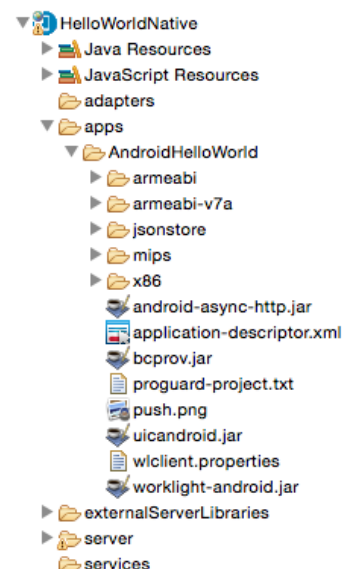 HelloWorldNative
Java Resources
JavaScript Resources
adapters
apps
AndroidHelloWorld
armeabi
armeabi-v7a
jsonstore
mips
x86
android-async-http.jar
application-descriptor.xml
bcprov.jar
proguard-project.txt
push.png
uicandroid.jar
wlclient.properties
worklight-android.jar
externalServerLibraries
server
services